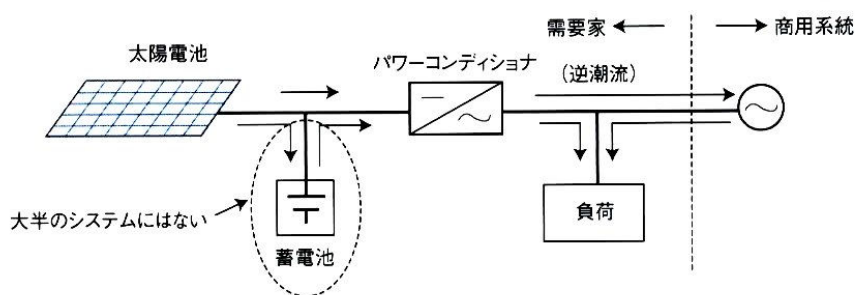 需要家
商用系統
太陽電池
パワーコンディショナ
(逆潮流)
大半のシステムにはない
蓄電池
負荷